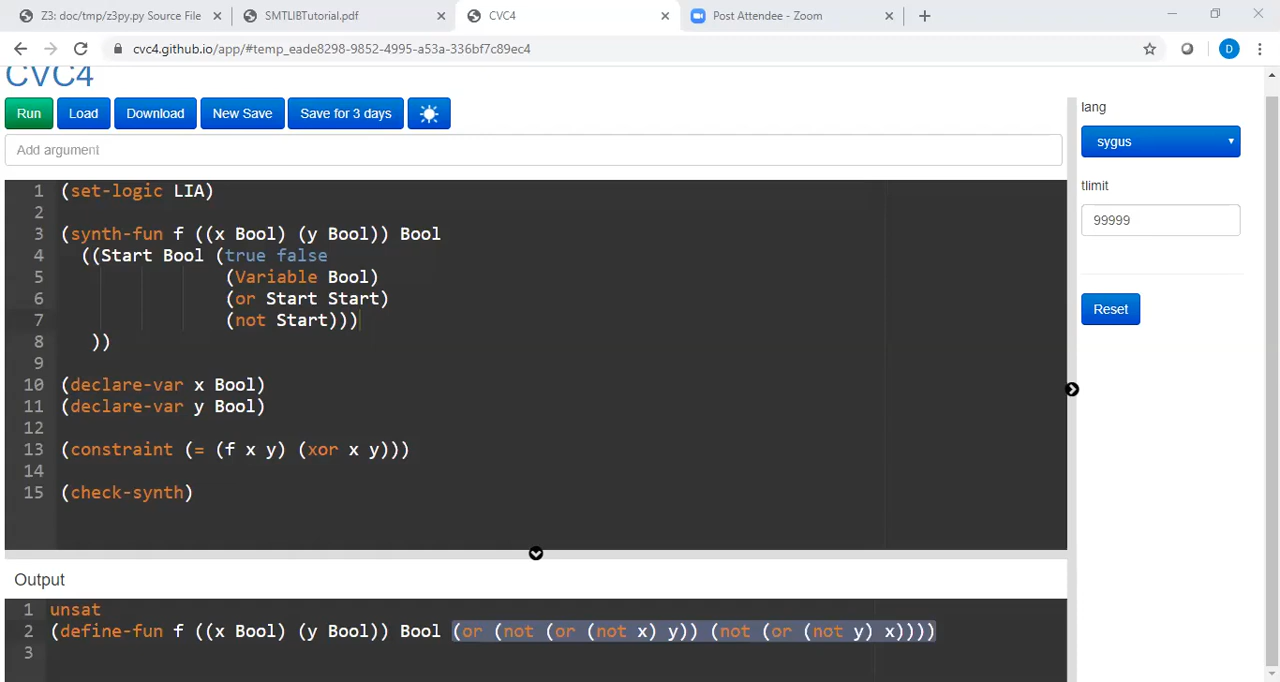 Z3: doc/tmp/z3py.py Source File
SMTLIBTutorial.pdf
CVC4
Post Attendee - Zoom
cvc4.github.io/app/#temp_eade8298-9852-4995-a53a-336bf7c89ec4
D
CVC4
Run
Load
Download
New Save
Save for 3 days
Add argument
lang
sygus
tlimit
99999
Reset
1 (set-logic LIA)
2
3 (synth-fun f ((x Bool) (y Bool)) Bool
4 ((Start Bool (true false
5 (Variable Bool)
6 (or Start Start)
7 (not Start)))
8 ))
9
10 (declare-var x Bool)
11 (declare-var y Bool)
12
13 (constraint (= (f x y) (xor x y)))
14
15 (check-synth)
Output
1 unsat
2 (define-fun f ((x Bool) (y Bool)) Bool (or (not (or (not x) y)) (not (or (not y) x))))
3